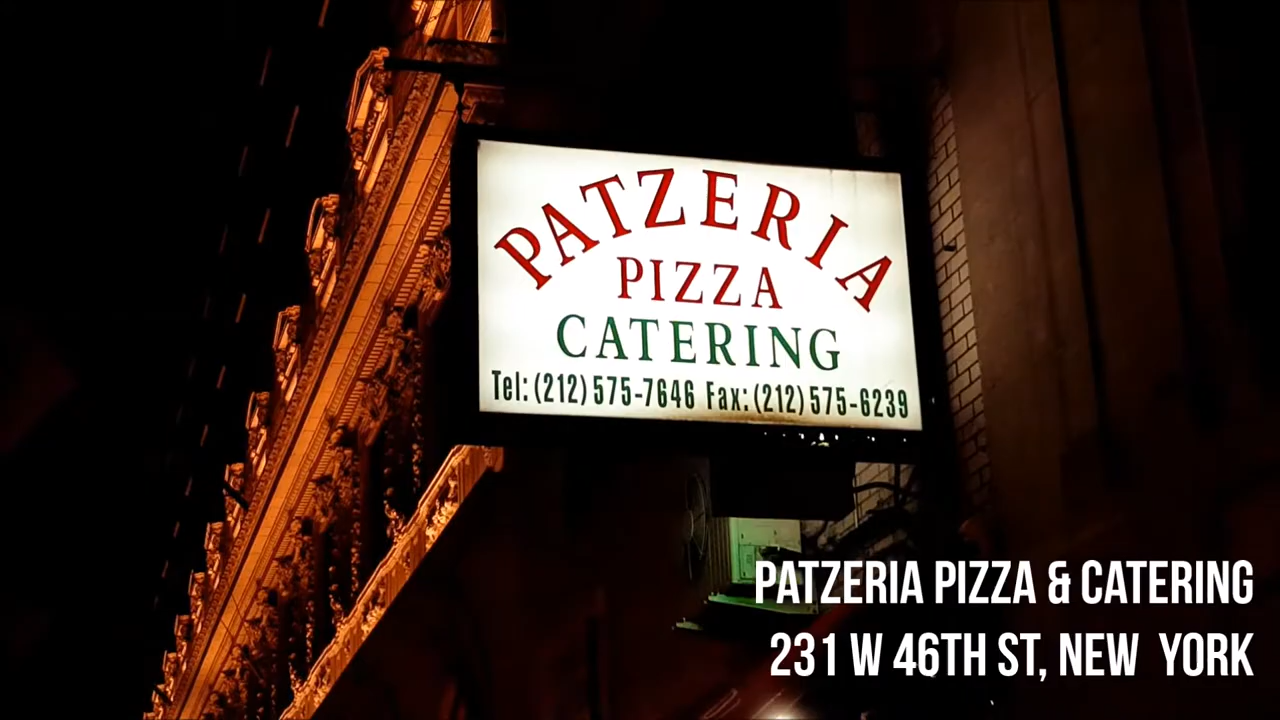 PATZERIA
PIZZA
CATERING
Tel: (212) 575-7646 Fax: (212) 575-6239
PATZERIA PIZZA & CATERING
231 W 46TH ST, NEW YORK